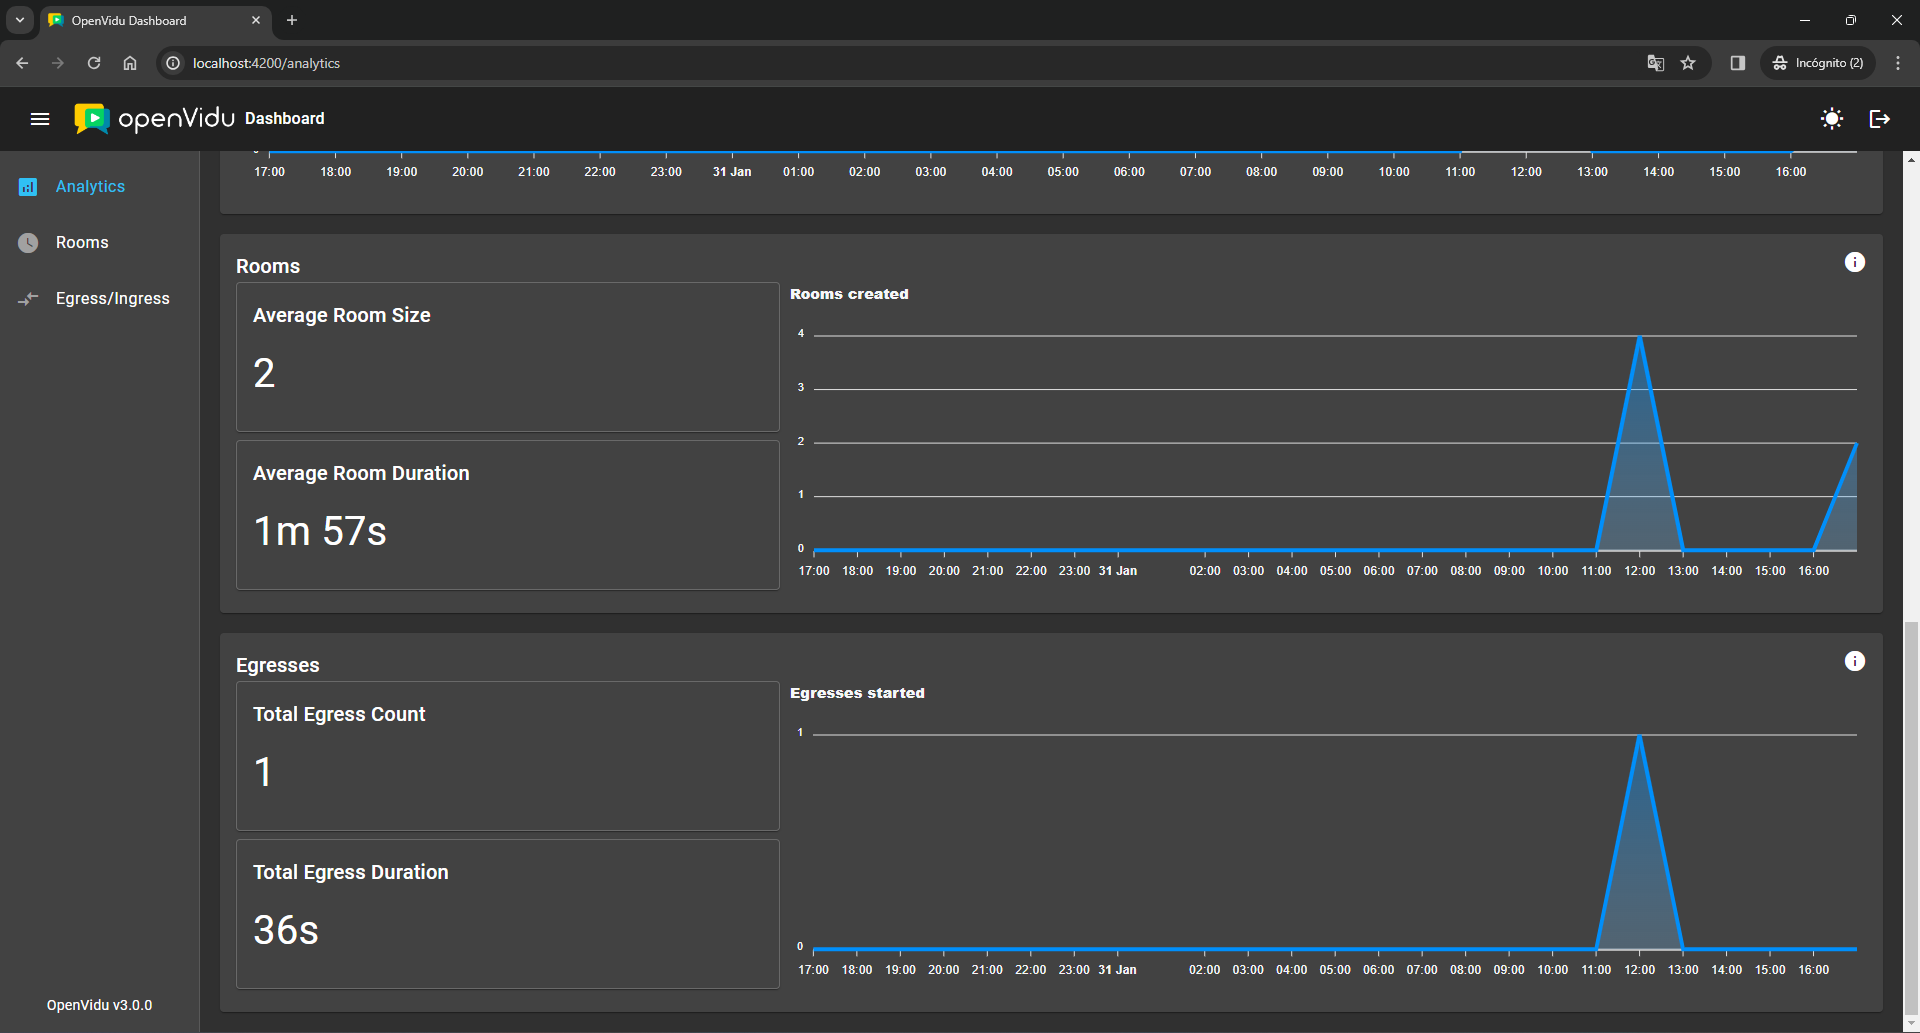 OpenVidu Dashboard
localhost:4200/analytics
Incógnito (2)
openVidu Dashboard
Analytics
Rooms
Egress/Ingress
OpenVidu v3.0.0
17:00 18:00 19:00 20:00 21:00 22:00 23:00 31 Jan 01:00 02:00 03:00 04:00 05:00 06:00 07:00 08:00 09:00 10:00 11:00 12:00 13:00 14:00 15:00 16:00
Rooms
Average Room Size
2
Average Room Duration
1m 57s
Rooms created
4
3
2
1
0
17:00 18:00 19:00 20:00 21:00 22:00 23:00 31 Jan 02:00 03:00 04:00 05:00 06:00 07:00 08:00 09:00 10:00 11:00 12:00 13:00 14:00 15:00 16:00
Egresses
Total Egress Count
1
Total Egress Duration
36s
Egresses started
1
0
17:00 18:00 19:00 20:00 21:00 22:00 23:00 31 Jan 02:00 03:00 04:00 05:00 06:00 07:00 08:00 09:00 10:00 11:00 12:00 13:00 14:00 15:00 16:00